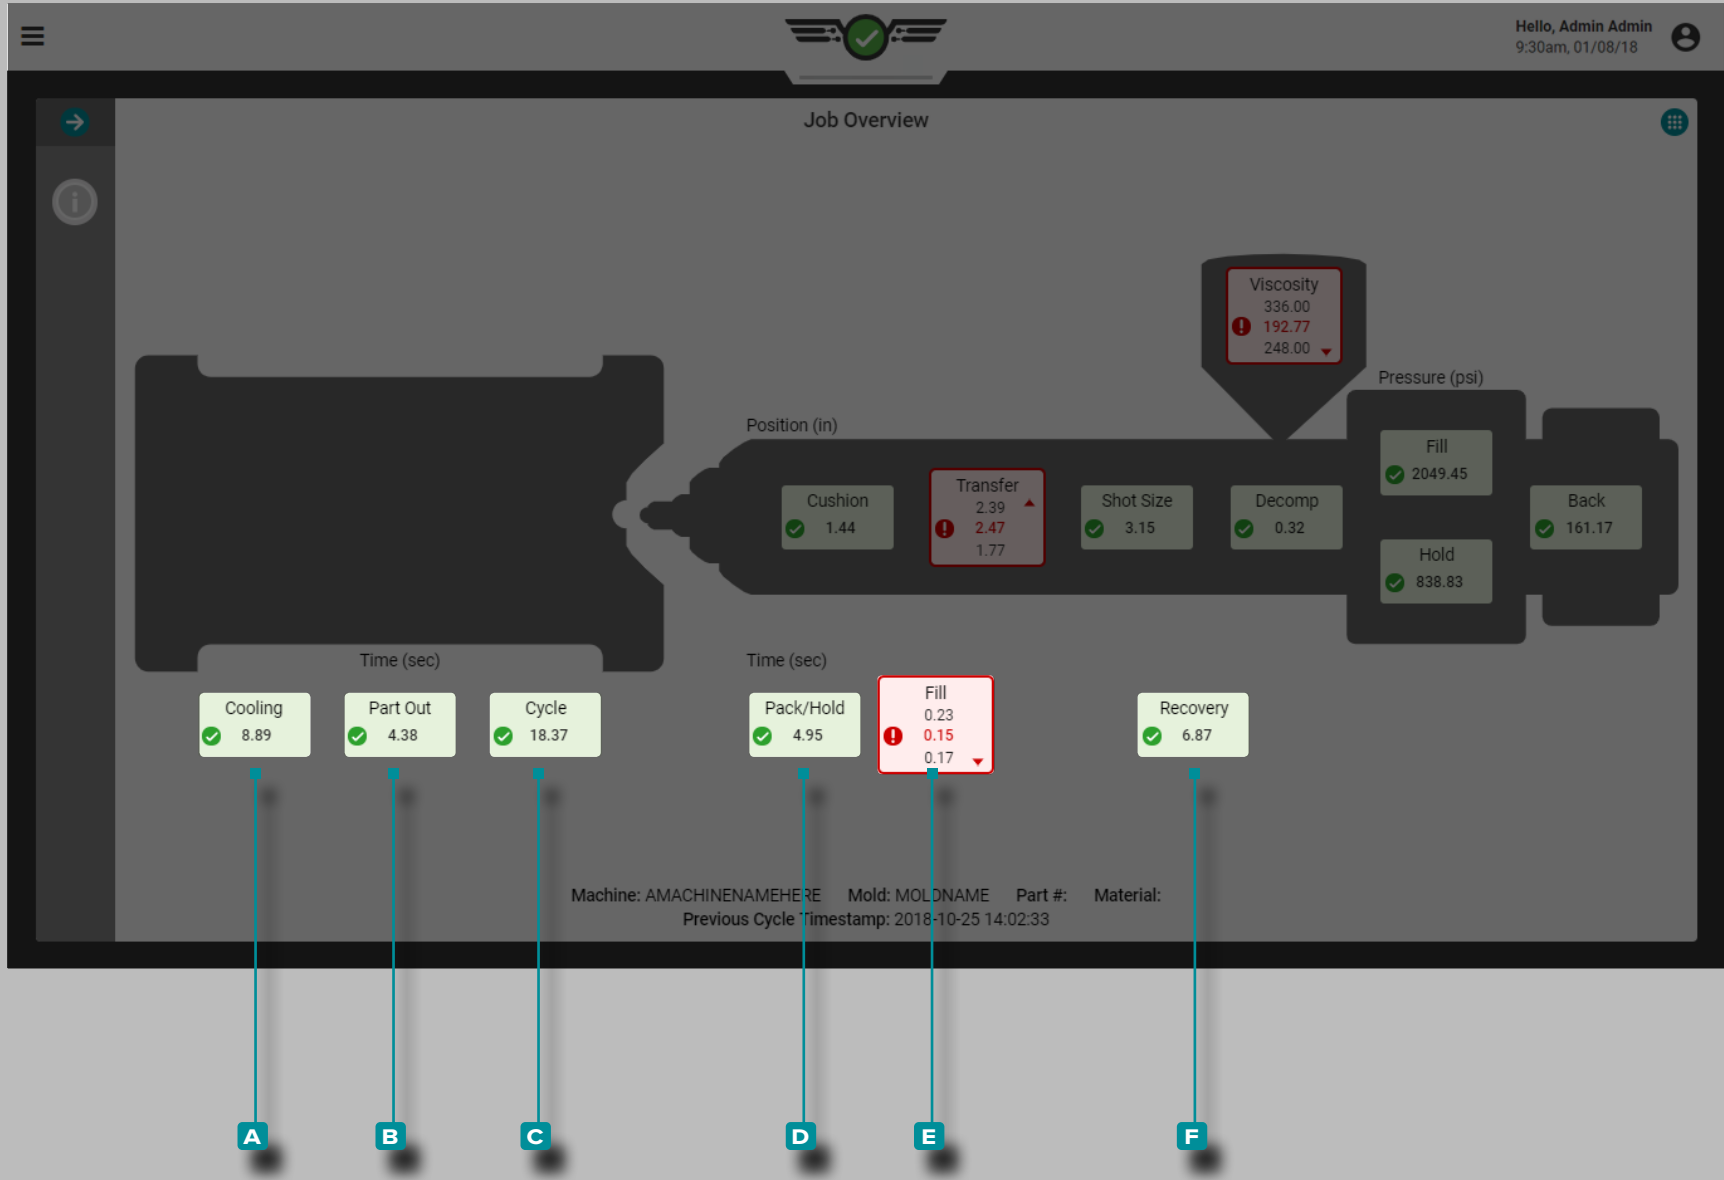 Hello, Admin Admin
9:30am, 01/08/18
Job Overview
Viscosity
336.00
192.77
248.00
Pressure (psi)
Position (in)
Fill
2049.45
Cushion
1.44
Transfer
2.39
2.47
1.77
Shot Size
3.15
Decomp
0.32
Back
161.17
Hold
838.83
Time (sec)
Time (sec)
Cooling
8.89
Part Out
4.38
Cycle
18.37
Pack/Hold
4.95
Fill
0.23
0.15
0.17
Recovery
6.87
Machine: AMACHINENAMEHERE Mold: MOLDNAME Part #: Material:
Previous Cycle Timestamp: 2018-10-25 14:02:33
A B C D E F